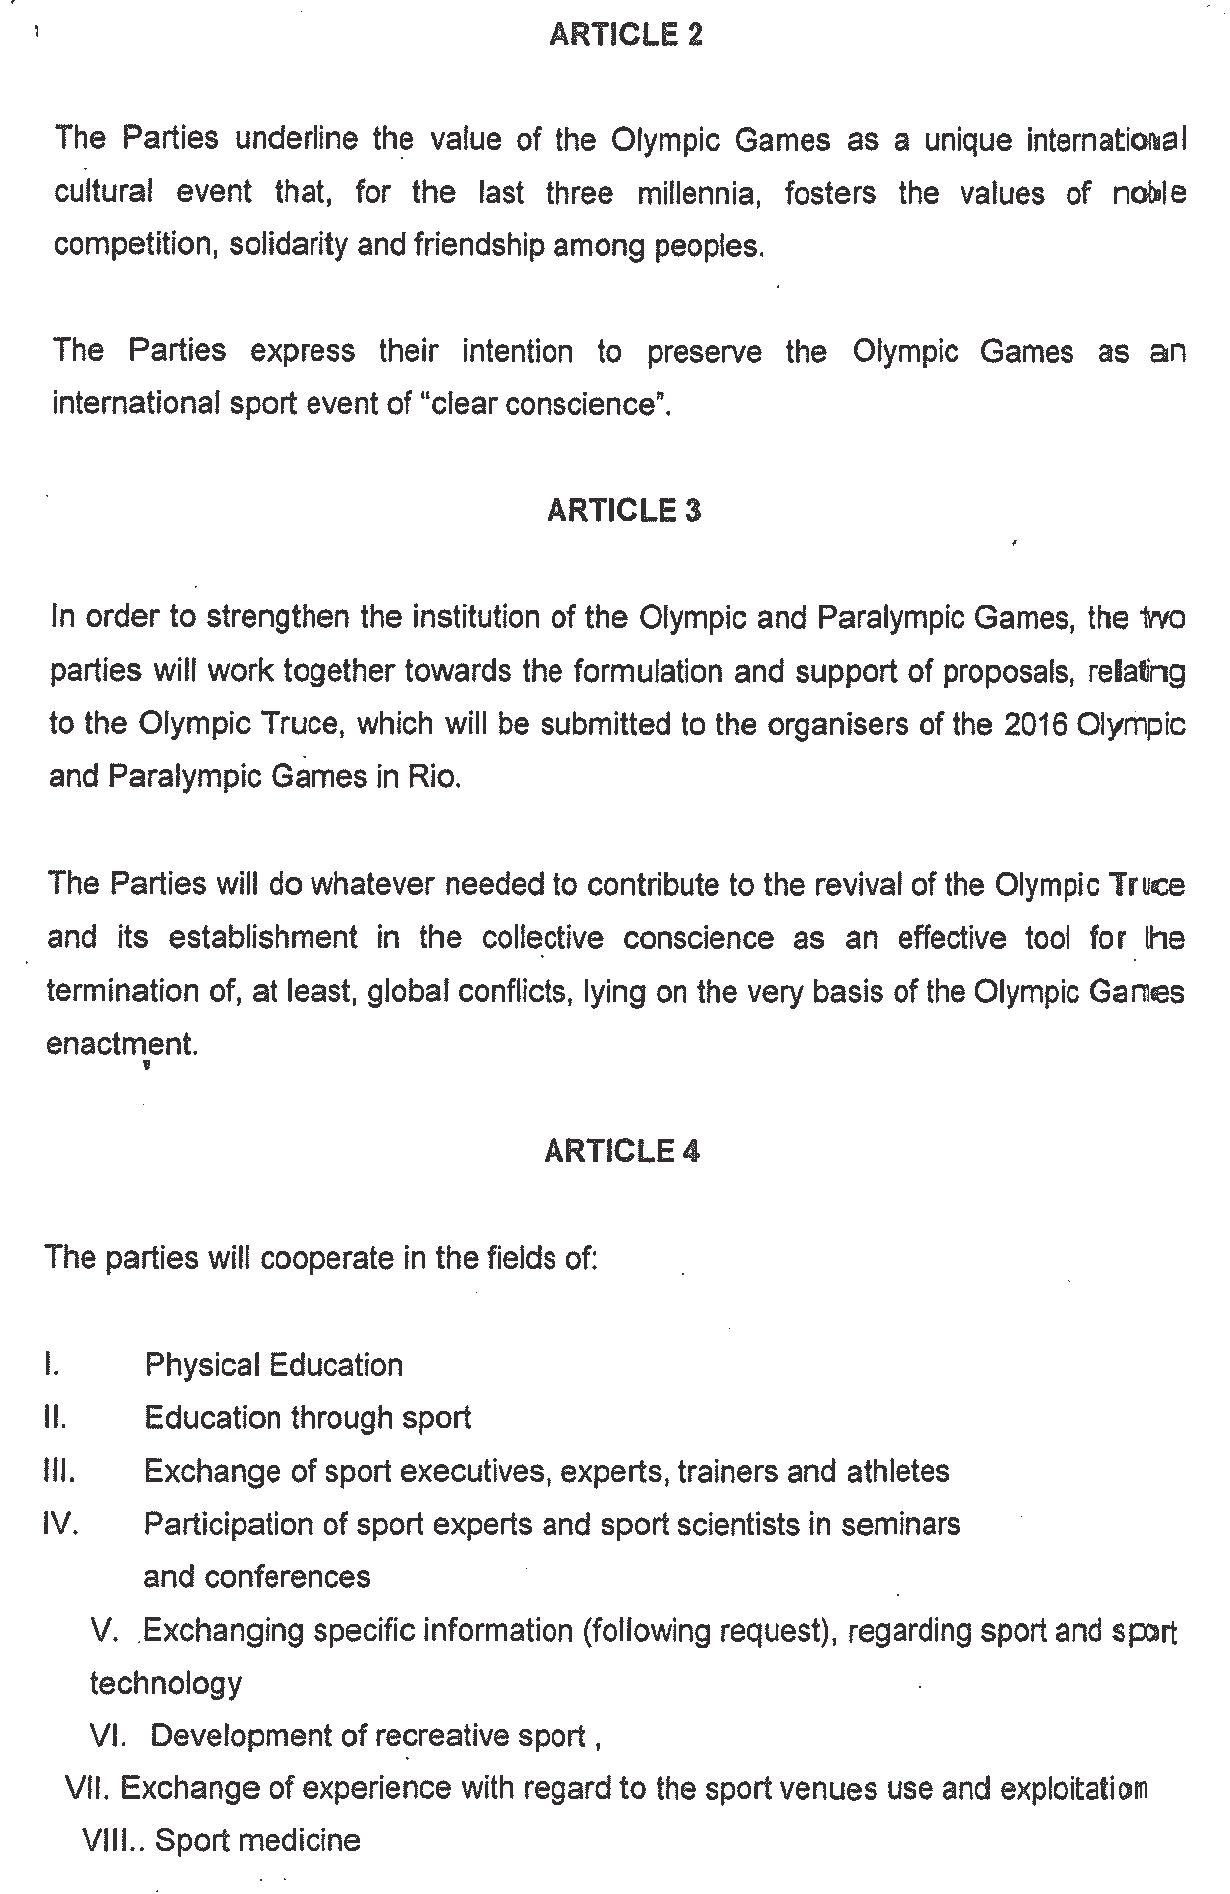 ARTICLE 2
The Parties underline the value of the Olympic Games as a unique international
cultural event that, for the last three millennia, fosters the values of noble
competition, solidarity and friendship among peoples.
The Parties express their intention to preserve the Olympic Games as an
international sport event of “clear conscience”.
ARTICLE 3
In order to strengthen the institution of the Olympic and Paralympic Games, the two
parties will work together towards the formulation and support of proposals, relating
to the Olympic Truce, which will be submitted to the organisers of the 2016 Olympic
and Paralympic Games in Rio.
The Parties will do whatever needed to contribute to the revival of the Olympic Truce
and its establishment in the collective conscience as an effective tool for the
termination of, at least, global conflicts, lying on the very basis of the Olympic Games
enactment.
ARTICLE 4
The parties will cooperate in the fields of:
I. Physical Education
II. Education through sport
III. Exchange of sport executives, experts, trainers and athletes
IV. Participation of sport experts and sport scientists in seminars
and conferences
V. Exchanging specific information (following request), regarding sport and sport
technology
VI. Development of recreative sport ,
VII. Exchange of experience with regard to the sport venues use and exploitation
VIII.. Sport medicine